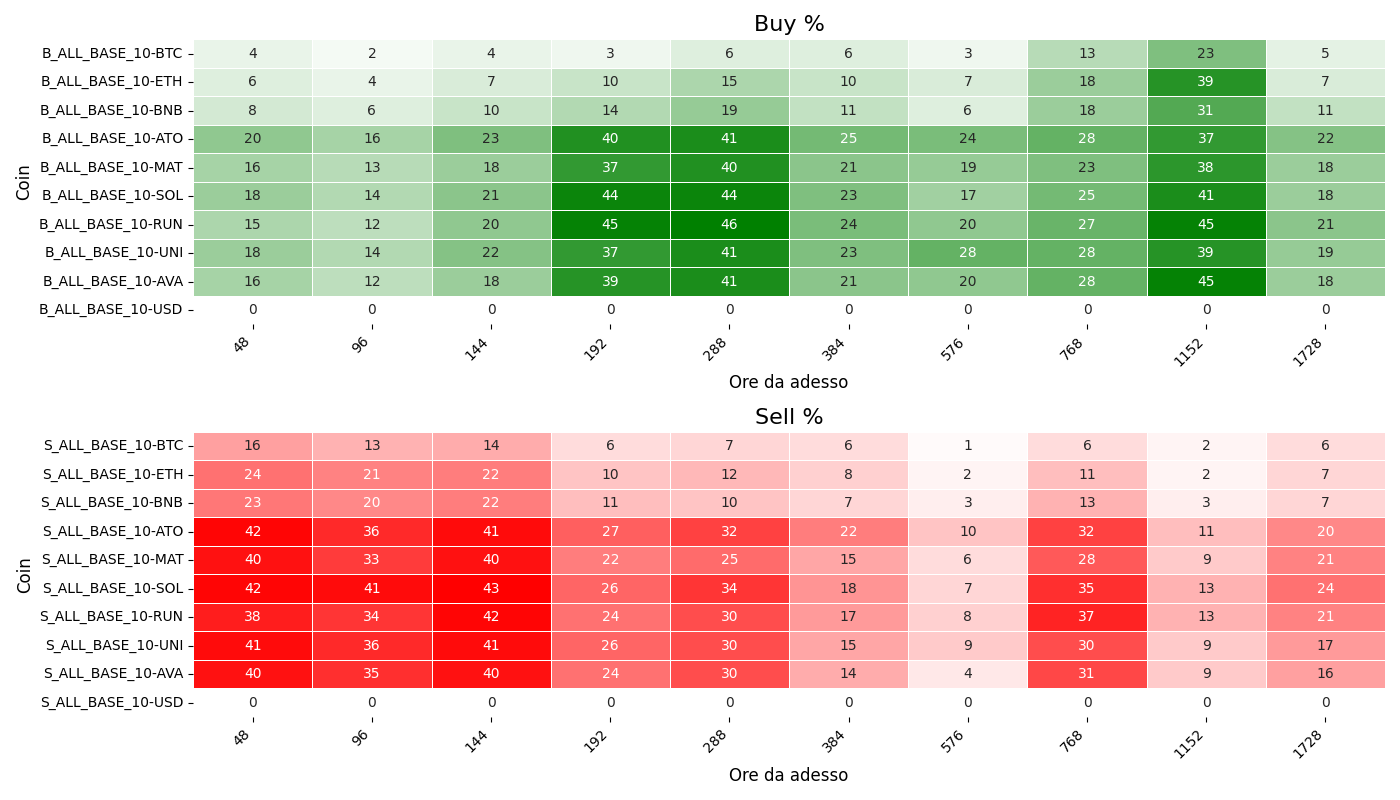 Buy %
Coin
B_ALL_BASE_10-BTC 4 2 4 3 6 6 3 13 23 5
B_ALL_BASE_10-ETH 6 4 7 10 15 10 7 18 39 7
B_ALL_BASE_10-BNB 8 6 10 14 19 11 6 18 31 11
B_ALL_BASE_10-ATO 20 16 23 40 41 25 24 28 37 22
B_ALL_BASE_10-MAT 16 13 18 37 40 21 19 23 38 18
B_ALL_BASE_10-SOL 18 14 21 44 44 23 17 25 41 18
B_ALL_BASE_10-RUN 15 12 20 45 46 24 20 27 45 21
B_ALL_BASE_10-UNI 18 14 22 37 41 23 28 28 39 19
B_ALL_BASE_10-AVA 16 12 18 39 41 21 20 28 45 18
B_ALL_BASE_10-USD 0 0 0 0 0 0 0 0 0 0
48 96 144 192 288 384 576 768 1152 1728
Ore da adesso
Sell %
Coin
S_ALL_BASE_10-BTC 16 13 14 6 7 6 1 6 2 6
S_ALL_BASE_10-ETH 24 21 22 10 12 8 2 11 2 7
S_ALL_BASE_10-BNB 23 20 22 11 10 7 3 13 3 7
S_ALL_BASE_10-ATO 42 36 41 27 32 22 10 32 11 20
S_ALL_BASE_10-MAT 40 33 40 22 25 15 6 28 9 21
S_ALL_BASE_10-SOL 42 41 43 26 34 18 7 35 13 24
S_ALL_BASE_10-RUN 38 34 42 24 30 17 8 37 13 21
S_ALL_BASE_10-UNI 41 36 41 26 30 15 9 30 9 17
S_ALL_BASE_10-AVA 40 35 40 24 30 14 4 31 9 16
S_ALL_BASE_10-USD 0 0 0 0 0 0 0 0 0 0
48 96 144 192 288 384 576 768 1152 1728
Ore da adesso